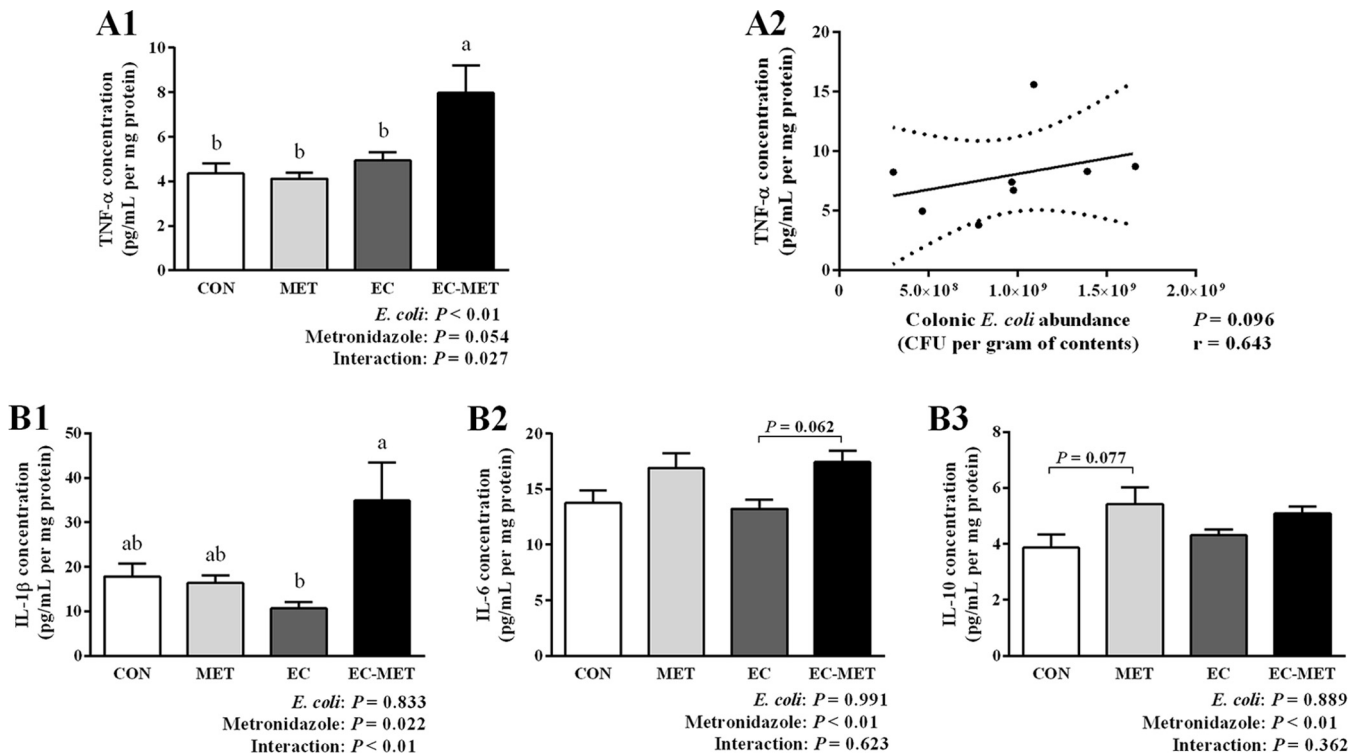 A1
TNF-α concentration
(pg/mL per mg protein)
10
8
6
4
2
0
b
b
b
a
CON MET EC EC-MET
E. coli: P < 0.01
Metronidazole: P = 0.054
Interaction: P = 0.027
A2
TNF-α concentration
(pg/mL per mg protein)
20
15
10
5
0
0 5.0×10⁸ 1.0×10⁹ 1.5×10⁹ 2.0×10⁹
Colonic E. coli abundance P = 0.096
(CFU per gram of contents) r = 0.643
B1
IL-1β concentration
(pg/mL per mg protein)
50
40
30
20
10
0
ab
ab
b
a
CON MET EC EC-MET
E. coli: P = 0.833
Metronidazole: P = 0.022
Interaction: P < 0.01
B2
IL-6 concentration
(pg/mL per mg protein)
20
15
10
5
0
P = 0.062
CON MET EC EC-MET
E. coli: P = 0.991
Metronidazole: P < 0.01
Interaction: P = 0.623
B3
IL-10 concentration
(pg/mL per mg protein)
8
6
4
2
0
P = 0.077
CON MET EC EC-MET
E. coli: P = 0.889
Metronidazole: P < 0.01
Interaction: P = 0.362